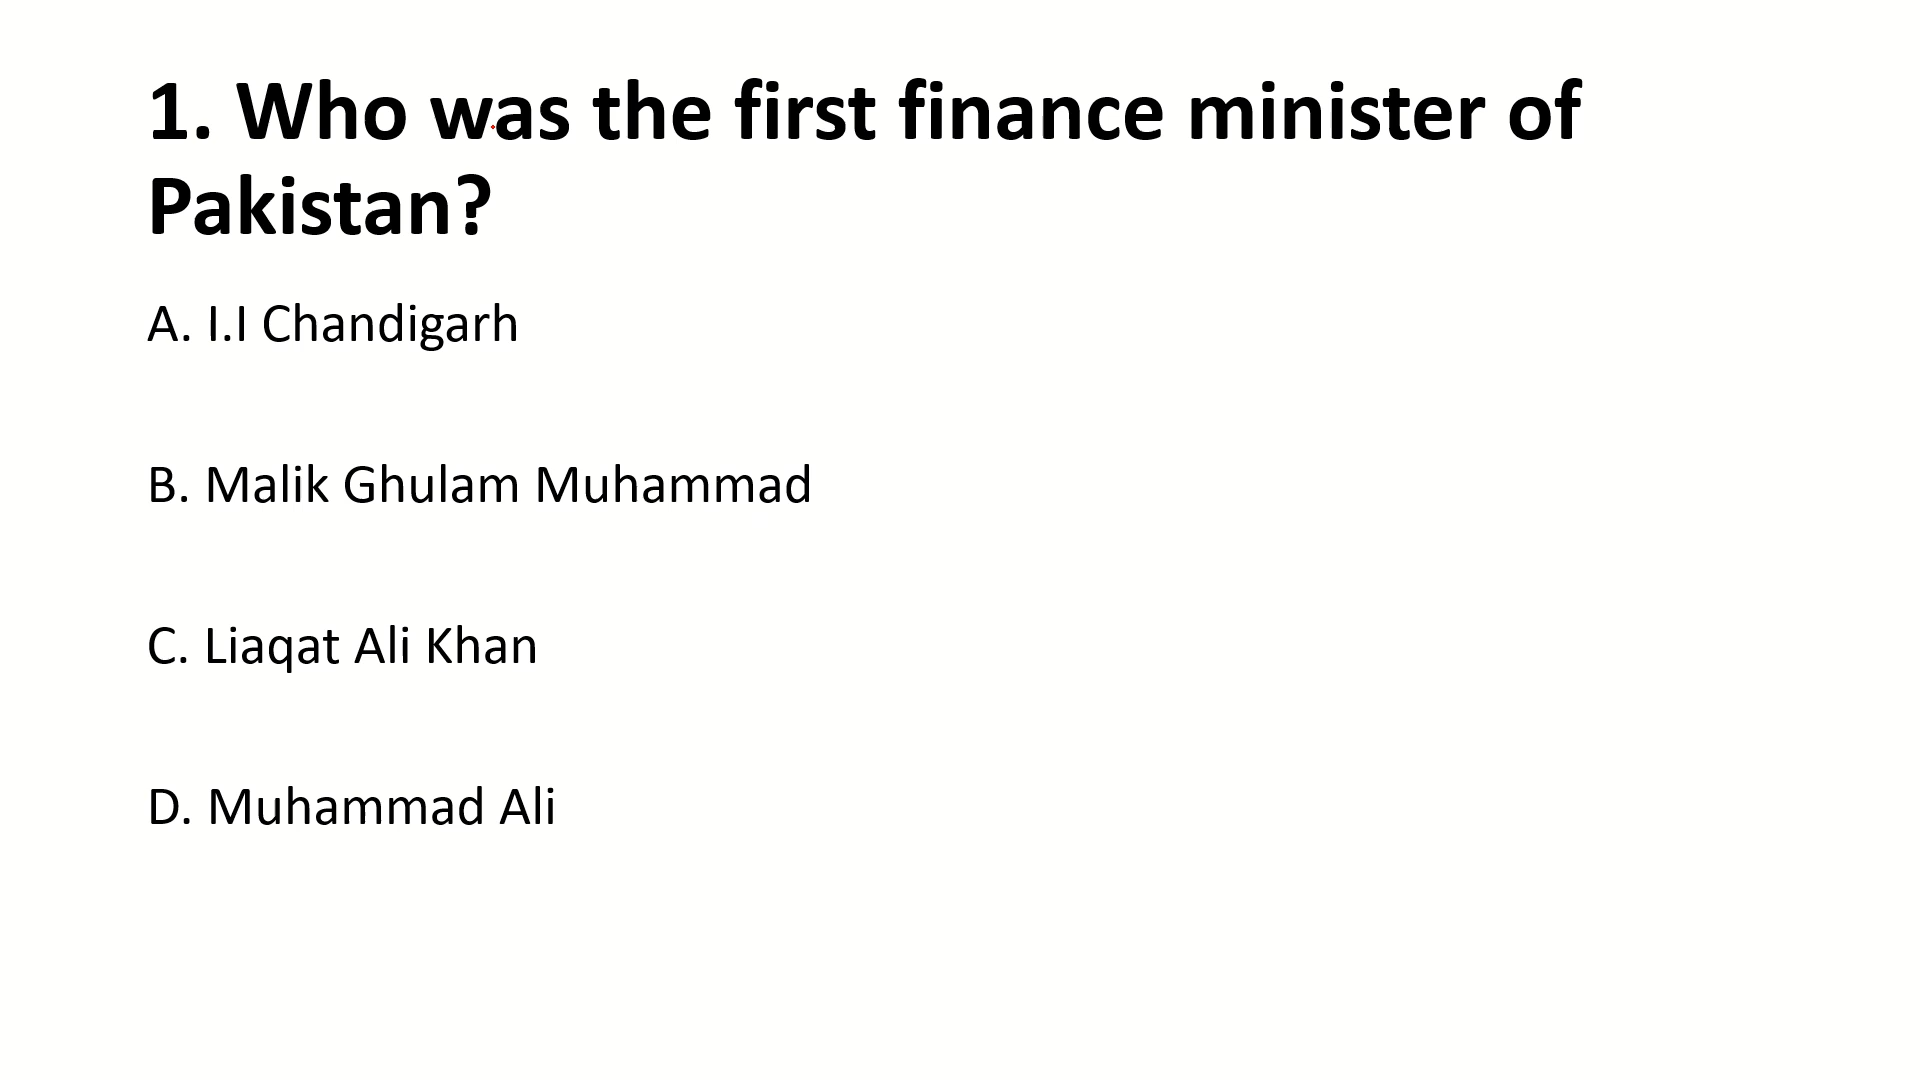 1. Who was the first finance minister of
Pakistan?
A. I.I Chandigarh
B. Malik Ghulam Muhammad
C. Liaqat Ali Khan
D. Muhammad Ali